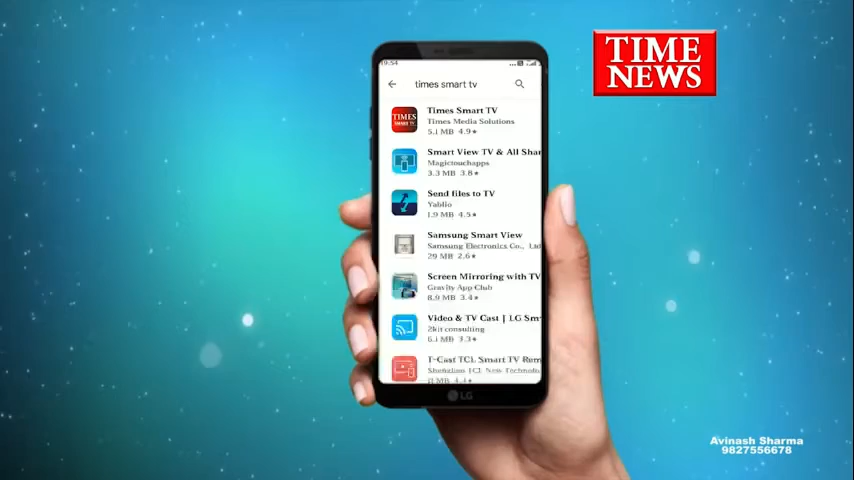 TIME
NEWS
19:54
times smart tv
TIMES
SMART TV
Times Smart TV
Times Media Solutions
5.1 MB 4.9★
Smart View TV & All Shar
Magictouchapps
3.3 MB 3.8★
Send files to TV
Yablio
1.9 MB 4.5★
Samsung Smart View
Samsung Electronics Co., Ltd
29 MB 2.6★
Screen Mirroring with TV
Gravity App Club
8.9 MB 3.4★
Video & TV Cast | LG Sm
2kit consulting
6.1 MB 3.3★
T-Cast TCL Smart TV Rem
LG
Avinash Sharma
9827556678